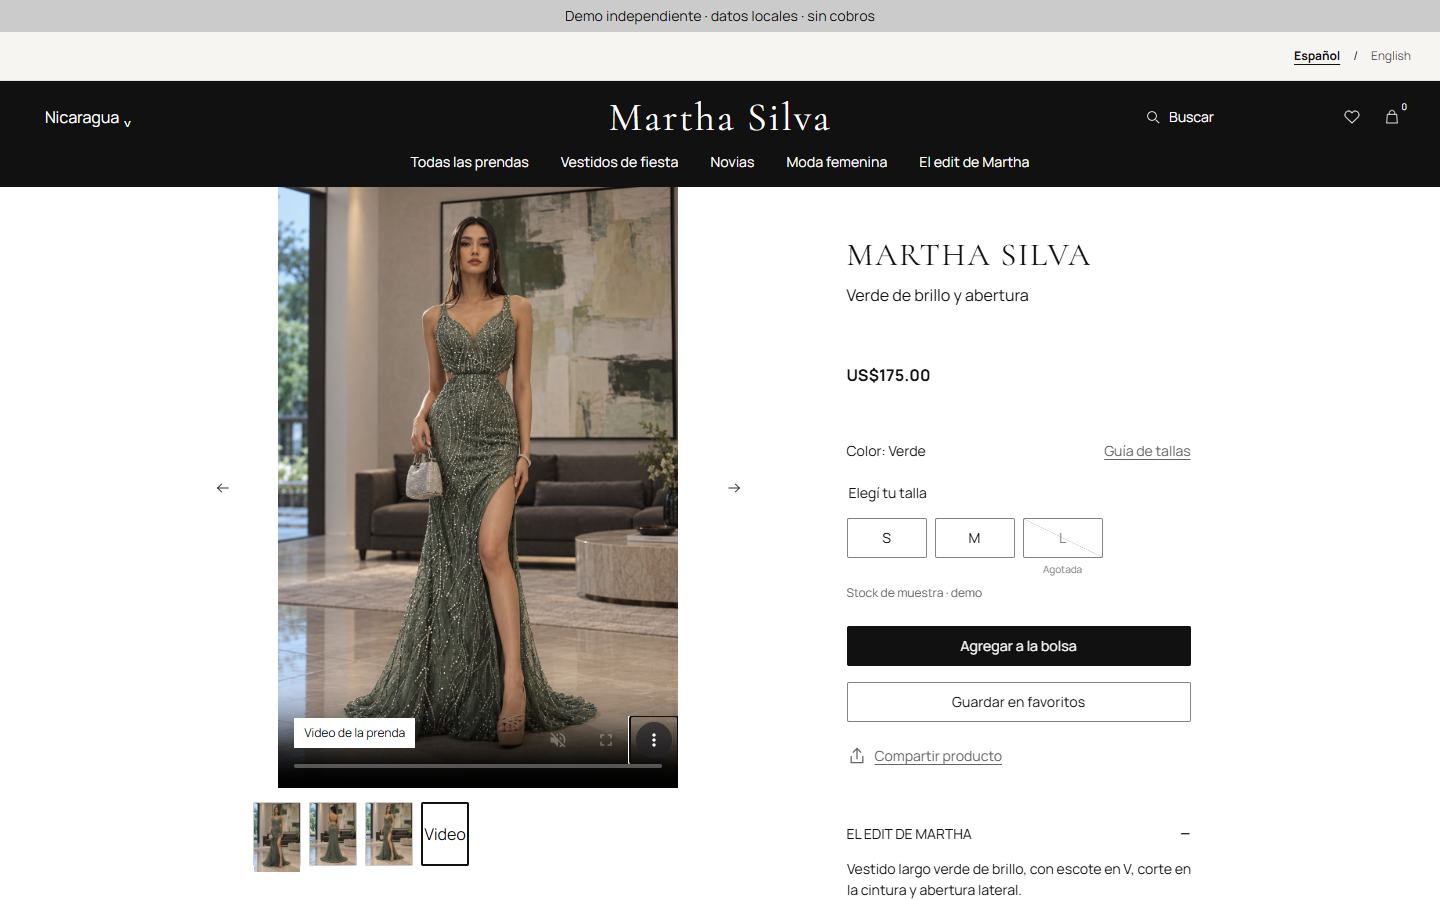 Demo independiente · datos locales · sin cobros
Español / English
Nicaragua v
Martha Silva
Buscar
0
Todas las prendas Vestidos de fiesta Novias Moda femenina El edit de Martha
MARTHA SILVA
Verde de brillo y abertura
US$175.00
Color: Verde Guía de tallas
Elegí tu talla
S M L
Agotada
Stock de muestra · demo
Agregar a la bolsa
Guardar en favoritos
Compartir producto
Video de la prenda
Video
EL EDIT DE MARTHA
Vestido largo verde de brillo, con escote en V, corte en
la cintura y abertura lateral.